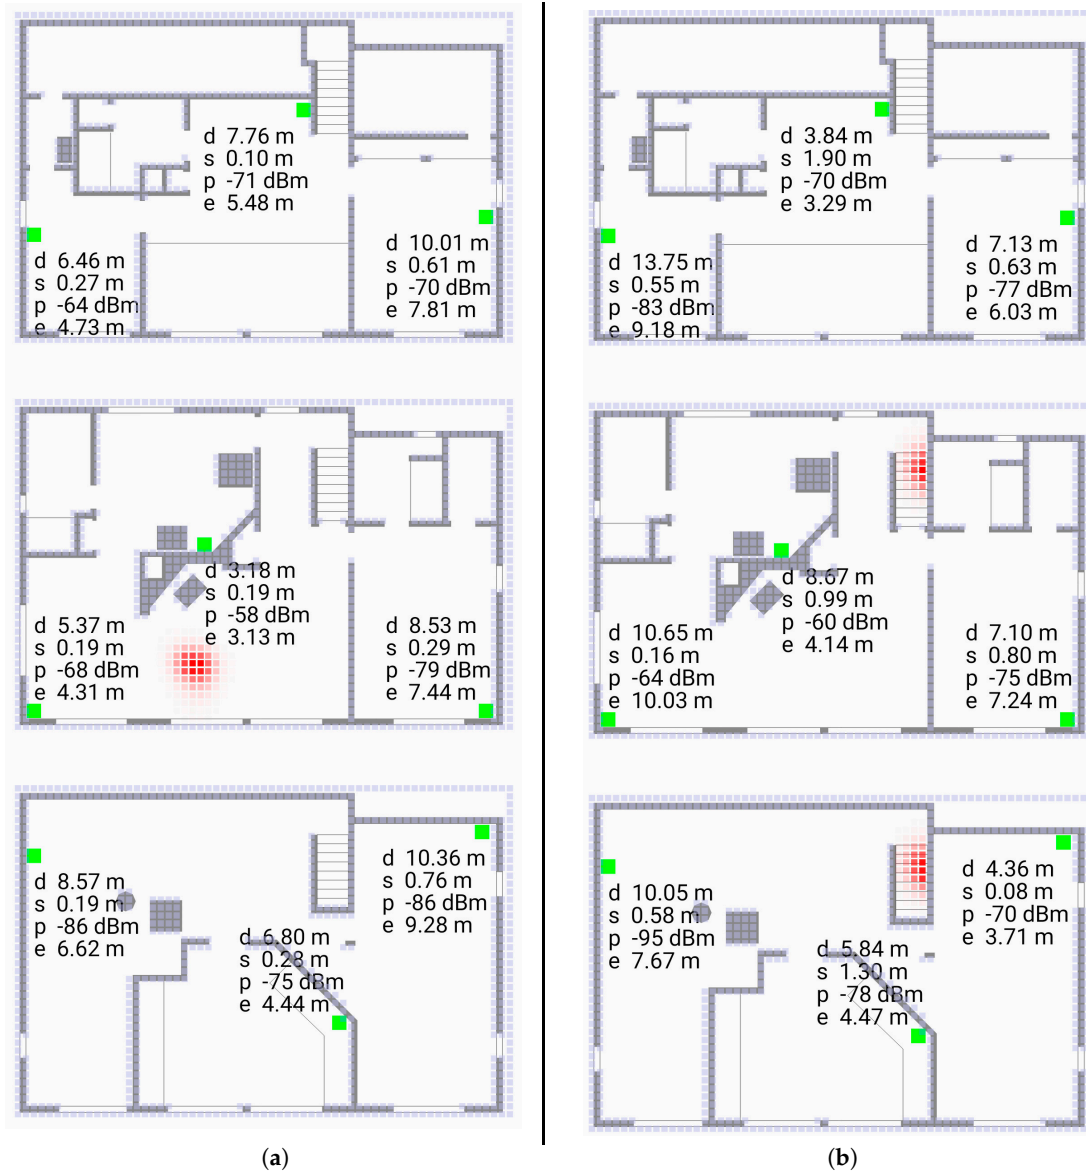 d 7.76 m
s 0.10 m
p -71 dBm
e 5.48 m
d 6.46 m
s 0.27 m
p -64 dBm
e 4.73 m
d 10.01 m
s 0.61 m
p -70 dBm
e 7.81 m
d 3.18 m
s 0.19 m
p -58 dBm
e 3.13 m
d 5.37 m
s 0.19 m
p -68 dBm
e 4.31 m
d 8.53 m
s 0.29 m
p -79 dBm
e 7.44 m
d 10.36 m
s 0.76 m
p -86 dBm
e 9.28 m
d 8.57 m
s 0.19 m
p -86 dBm
e 6.62 m
d 6.80 m
s 0.28 m
p -75 dBm
e 4.44 m
(a)
d 3.84 m
s 1.90 m
p -70 dBm
e 3.29 m
d 13.75 m
s 0.55 m
p -83 dBm
e 9.18 m
d 7.13 m
s 0.63 m
p -77 dBm
e 6.03 m
d 8.67 m
s 0.99 m
p -60 dBm
e 4.14 m
d 10.65 m
s 0.16 m
p -64 dBm
e 10.03 m
d 7.10 m
s 0.80 m
p -75 dBm
e 7.24 m
d 4.36 m
s 0.08 m
p -70 dBm
e 3.71 m
d 10.05 m
s 0.58 m
p -95 dBm
e 7.67 m
d 5.84 m
s 1.30 m
p -78 dBm
e 4.47 m
(b)